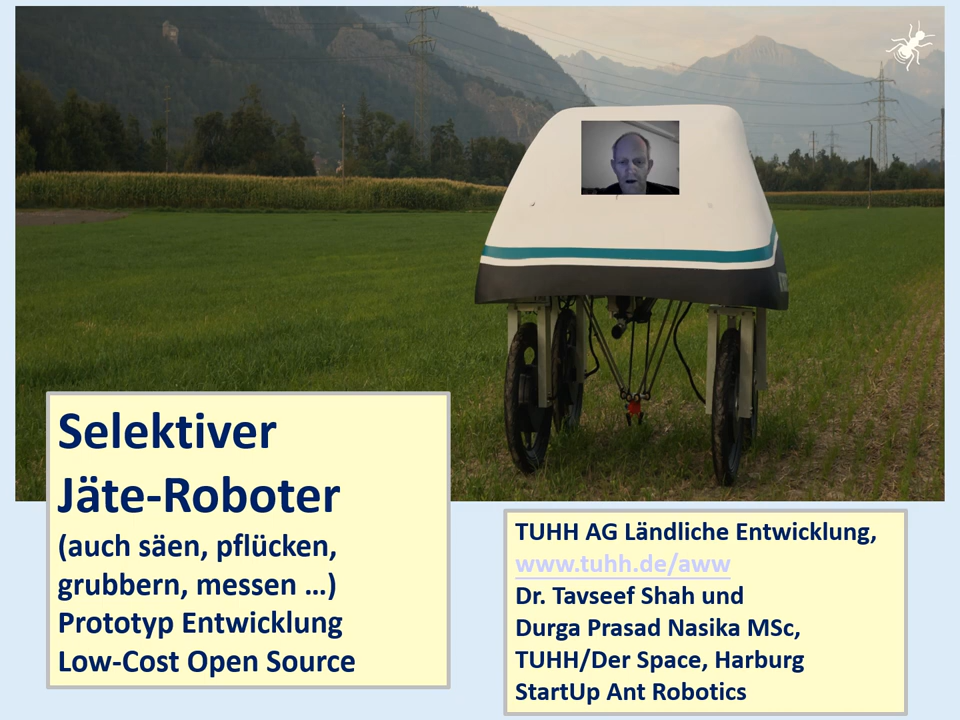 Selektiver
Jäte-Roboter
(auch säen, pflücken,
grubbern, messen …)
Prototyp Entwicklung
Low-Cost Open Source
TUHH AG Ländliche Entwicklung,
www.tuhh.de/aww
Dr. Tavseef Shah und
Durga Prasad Nasika MSc,
TUHH/Der Space, Harburg
StartUp Ant Robotics